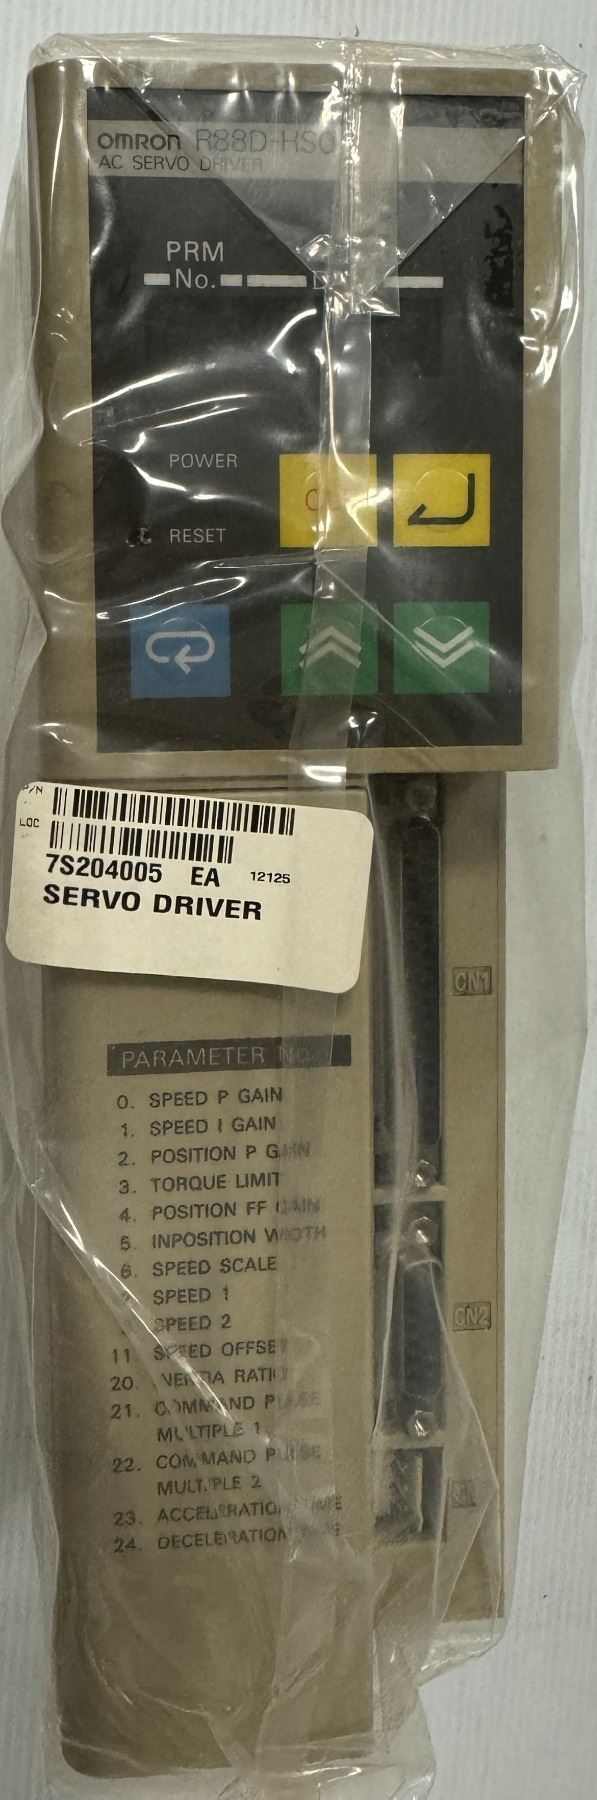 OMRON R88D-HS0
AC SERVO DRIVER
PRM
No.
POWER
RESET
P/N
LOC
7S204005 EA 12125
SERVO DRIVER
CN1
PARAMETER NO.
0. SPEED P GAIN
1. SPEED I GAIN
2. POSITION P GAIN
3. TORQUE LIMIT
4. POSITION FF GAIN
5. INPOSITION WIDTH
6. SPEED SCALE
SPEED 1
SPEED 2
CN2
11. SPEED OFFSET
20. INERTIA RATIO
21. COMMAND PULSE
MULTIPLE 1
22. COMMAND PULSE
MULTIPLE 2
23. ACCELERATION TIME
24. DECELERATION TIME